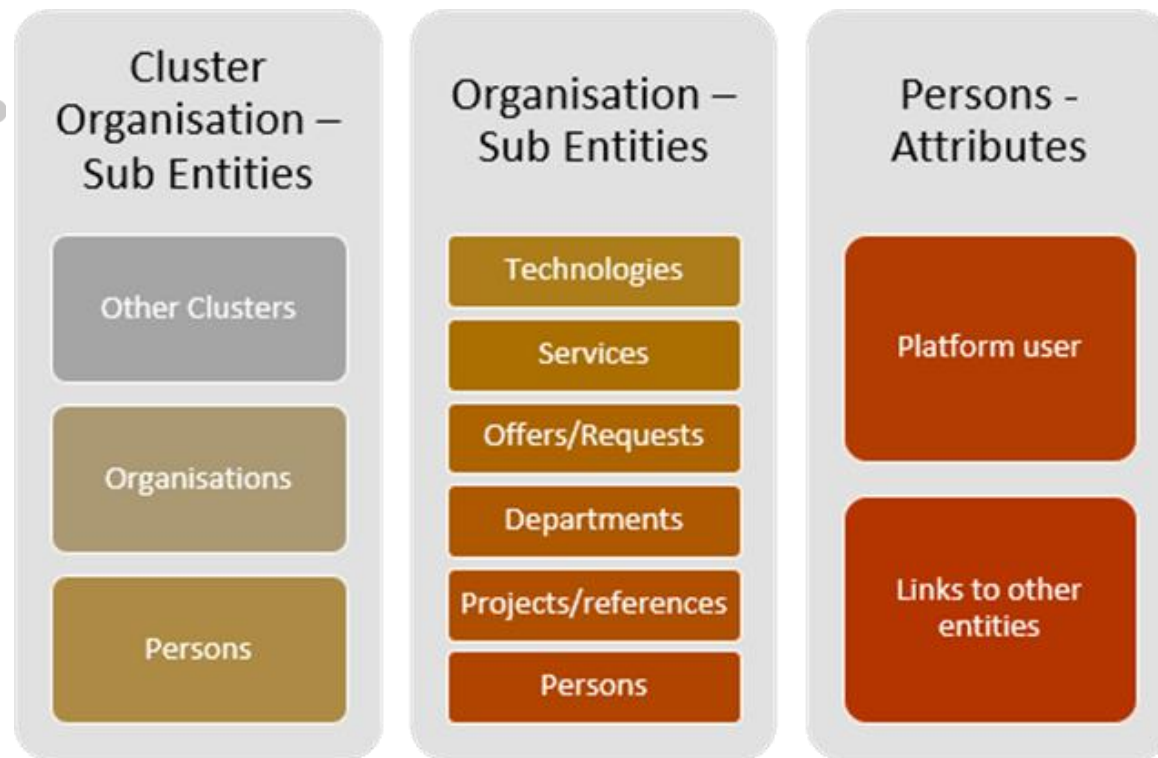 Cluster
Organisation –
Sub Entities
Other Clusters
Organisations
Persons
Organisation –
Sub Entities
Technologies
Services
Offers/Requests
Departments
Projects/references
Persons
Persons -
Attributes
Platform user
Links to other
entities